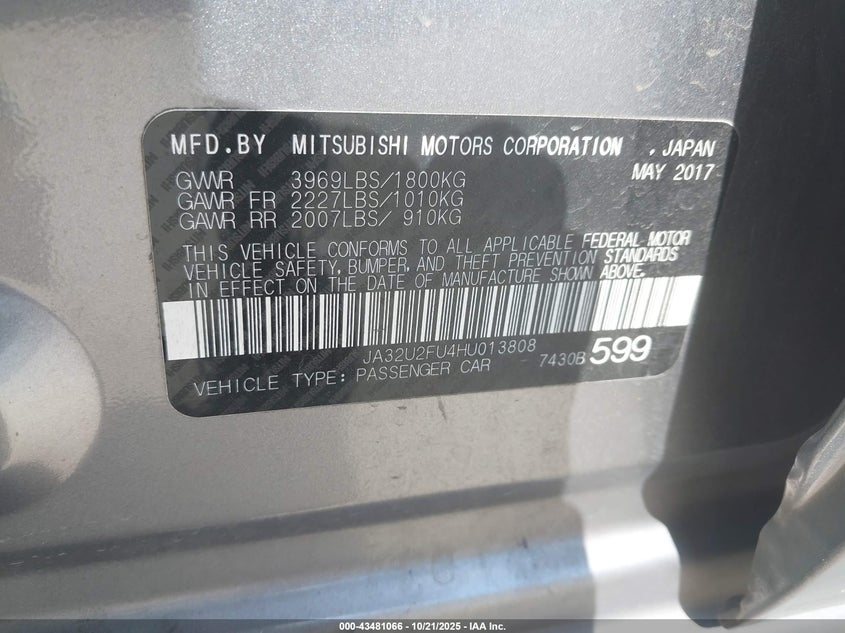 MFD.BY MITSUBISHI MOTORS CORPORATION , JAPAN
MAY 2017
GVWR 3969LBS/1800KG
GAWR FR 2227LBS/1010KG
GAWR RR 2007LBS/ 910KG
THIS VEHICLE CONFORMS TO ALL APPLICABLE FEDERAL MOTOR
VEHICLE SAFETY, BUMPER, AND THEFT PREVENTION STANDARDS
IN EFFECT ON THE DATE OF MANUFACTURE SHOWN ABOVE.
JA32U2FU4HU013808
7430B 599
VEHICLE TYPE: PASSENGER CAR
000-43481066 - 10/21/2025 - IAA Inc.